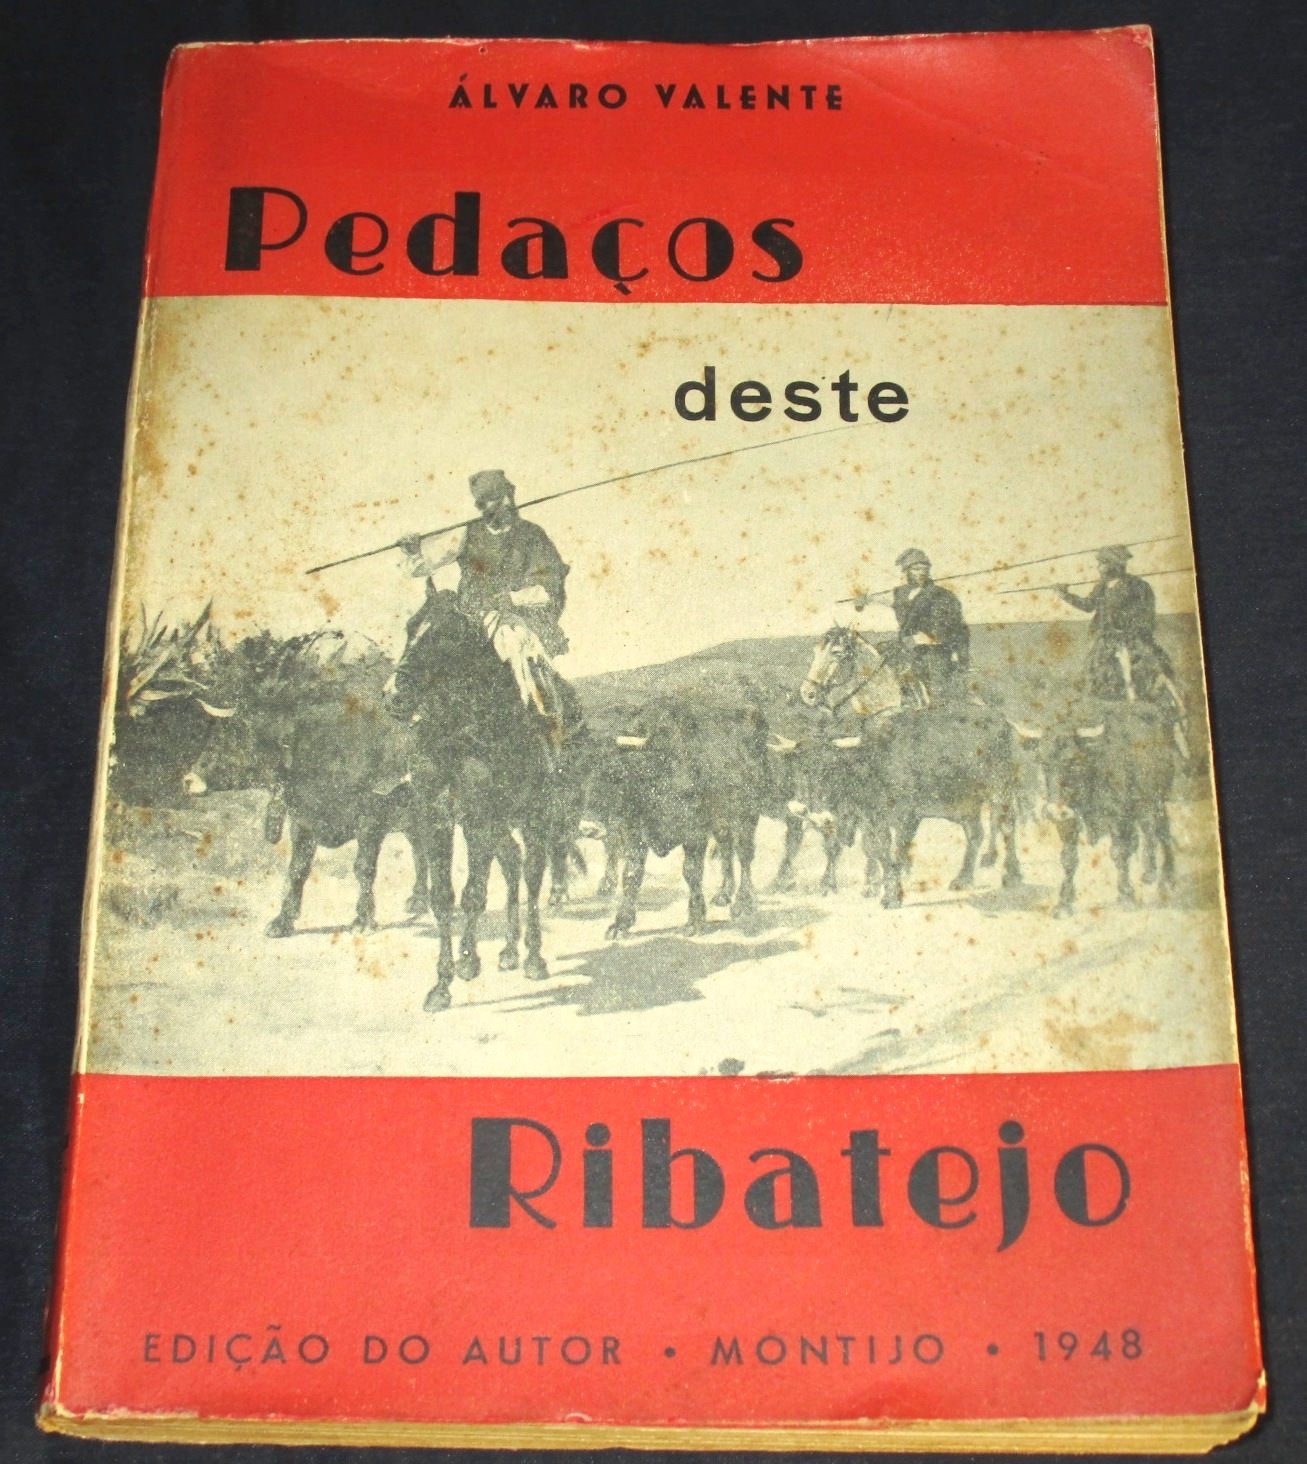 ÁLVARO VALENTE
Pedaços
deste
Ribatejo
EDIÇÃO DO AUTOR • MONTIJO • 1948